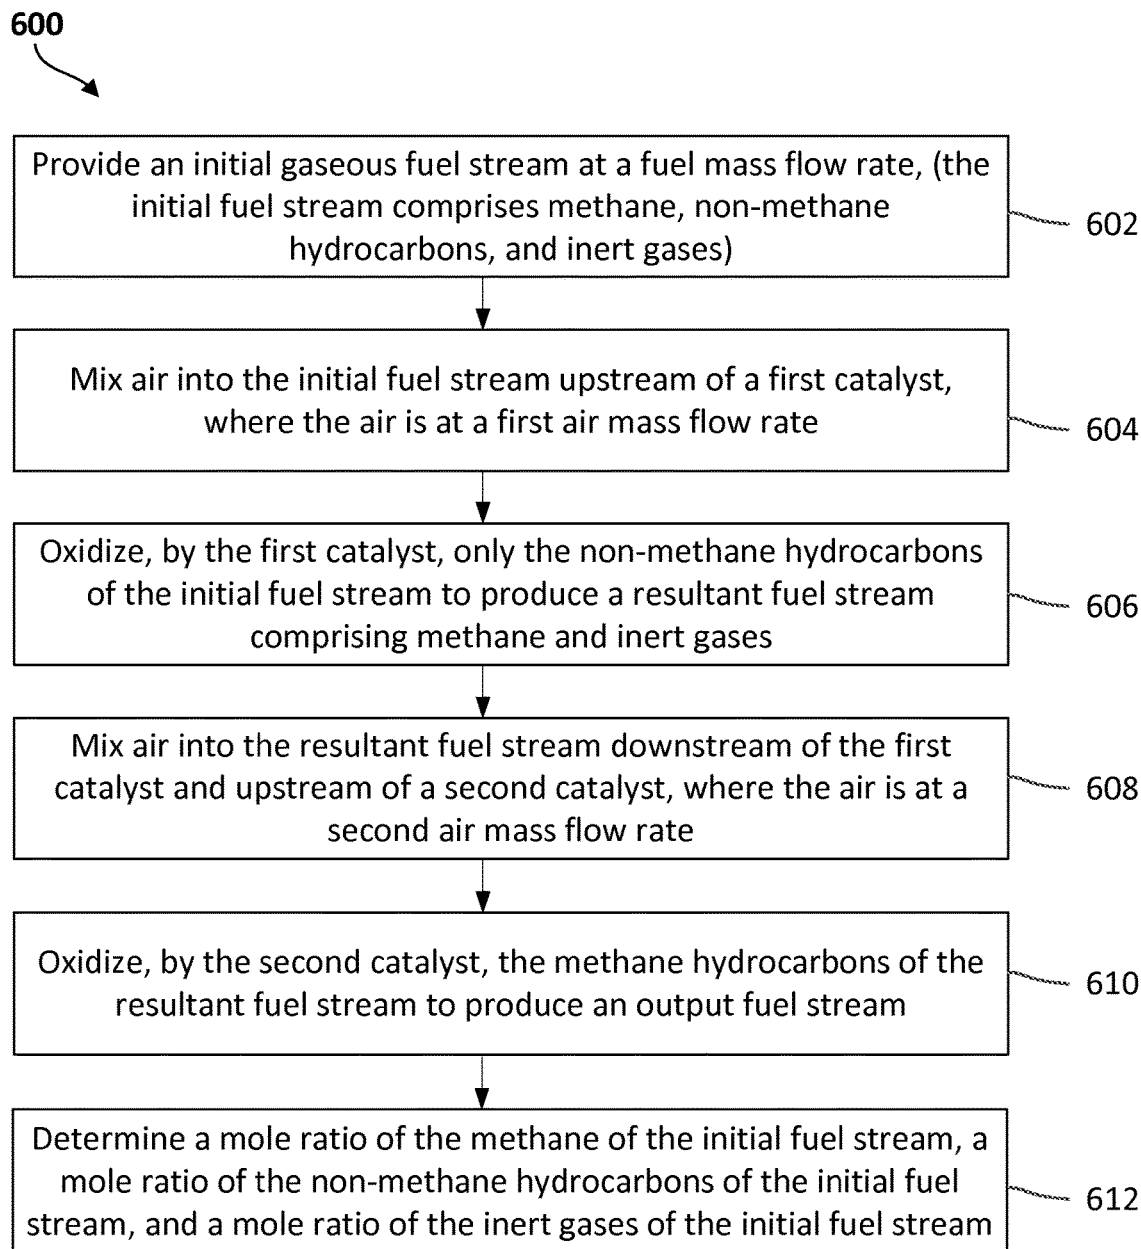 600
Provide an initial gaseous fuel stream at a fuel mass flow rate, (the
initial fuel stream comprises methane, non-methane
hydrocarbons, and inert gases)
602
Mix air into the initial fuel stream upstream of a first catalyst,
where the air is at a first air mass flow rate
604
Oxidize, by the first catalyst, only the non-methane hydrocarbons
of the initial fuel stream to produce a resultant fuel stream
comprising methane and inert gases
606
Mix air into the resultant fuel stream downstream of the first
catalyst and upstream of a second catalyst, where the air is at a
second air mass flow rate
608
Oxidize, by the second catalyst, the methane hydrocarbons of the
resultant fuel stream to produce an output fuel stream
610
Determine a mole ratio of the methane of the initial fuel stream, a
mole ratio of the non-methane hydrocarbons of the initial fuel
stream, and a mole ratio of the inert gases of the initial fuel stream
612